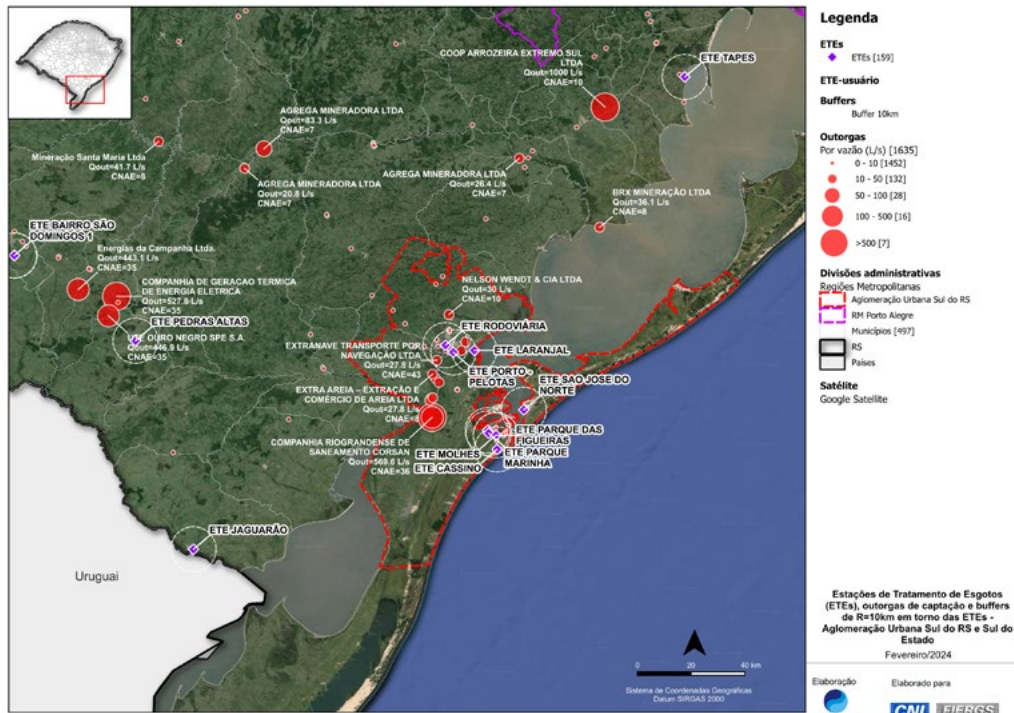 COOP ARROZEIRA EXTREMO SUL
LTDA
Qout=1000 L/s
CNAE=10
ETE TAPES
AGREGA MINERADORA LTDA
Qout=83.3 L/s
CNAE=7
Mineração Santa Maria Ltda
Qout=41.7 L/s
CNAE=8
AGREGA MINERADORA LTDA
Qout=20.8 L/s
CNAE=7
AGREGA MINERADORA LTDA
Qout=26.4 L/s
CNAE=7
BRX MINERAÇÃO LTDA
Qout=36.1 L/s
CNAE=8
ETE BAIRRO SÃO
DOMINGOS 1
Energias da Campanha Ltda.
Qout=443.1 L/s
CNAE=35
COMPANHIA DE GERACAO TERMICA
DE ENERGIA ELETRICA
Qout=527.8 L/s
CNAE=35
ETE PEDRAS ALTAS
OURO NEGRO SPE S.A.
Qout=446.9 L/s
CNAE=35
NELSON WENDT & CIA LTDA
Qout=30 L/s
CNAE=10
ETE RODOVIÁRIA
EXTRANAVE TRANSPORTE POR
NAVEGAÇÃO LTDA
Qout=27.8 L/s
CNAE=43
ETE LARANJAL
ETE PORTO -
PELOTAS
ETE SAO JOSE DO
NORTE
EXTRA AREIA – EXTRAÇÃO E
COMÉRCIO DE AREIA LTDA
Qout=27.8 L/s
CNAE=8
COMPANHIA RIOGRANDENSE DE
SANEAMENTO CORSAN
Qout=569.6 L/s
CNAE=36
ETE PARQUE DAS
FIGUEIRAS
ETE MOLHES
ETE PARQUE
MARINHA
ETE CASSINO
ETE JAGUARÃO
Uruguai
0 20 40 km
Sistema de Coordenadas Geográficas
Datum SIRGAS 2000
Legenda
ETEs
ETEs [159]
ETE-usuário
Buffers
Buffer 10km
Outorgas
Por vazão (L/s) [1635]
0 - 10 [1452]
10 - 50 [132]
50 - 100 [28]
100 - 500 [16]
>500 [7]
Divisões administrativas
Regiões Metropolitanas
Aglomeração Urbana Sul do RS
RM Porto Alegre
Municípios [497]
RS
Países
Satélite
Google Satellite
Estações de Tratamento de Esgotos
(ETEs), outorgas de captação e buffers
de R=10km em torno das ETEs -
Aglomeração Urbana Sul do RS e Sul do
Estado
Fevereiro/2024
Elaboração
Elaborado para
CNI FIERGS